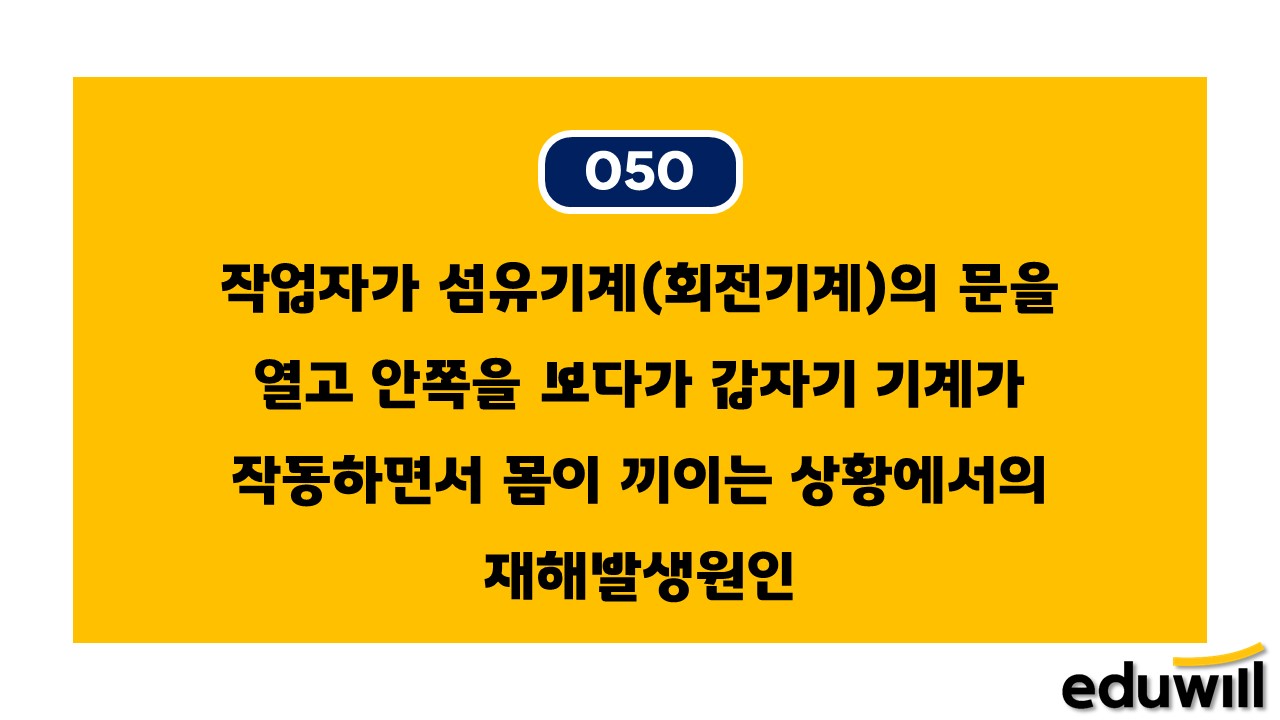 050
작업자가 섬유기계(회전기계)의 문을
열고 안쪽을 보다가 갑자기 기계가
작동하면서 몸이 끼이는 상황에서의
재해발생원인
eduwill